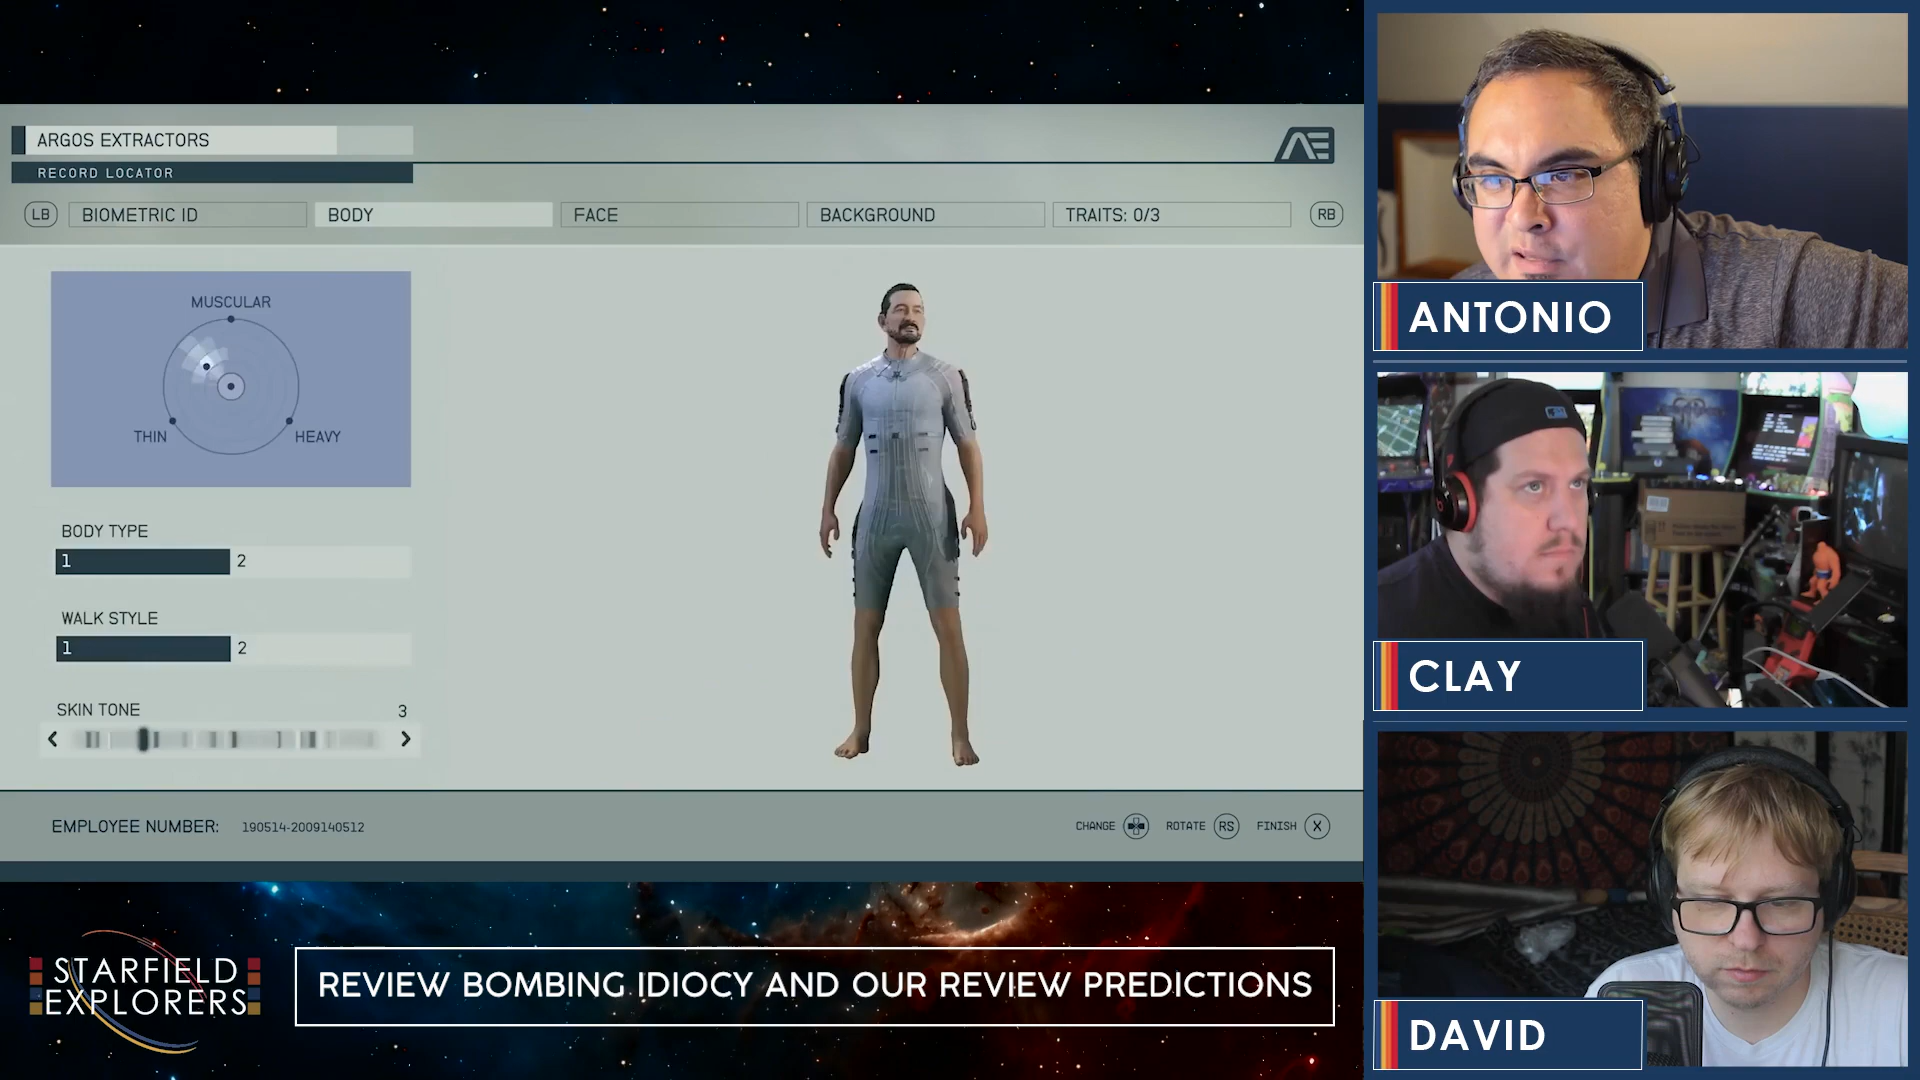 ARGOS EXTRACTORS
RECORD LOCATOR
LB BIOMETRIC ID BODY FACE BACKGROUND TRAITS: 0/3 RB
MUSCULAR
THIN HEAVY
BODY TYPE
1 2
WALK STYLE
1 2
SKIN TONE 3
EMPLOYEE NUMBER: 190514-2009140512
CHANGE ROTATE RS FINISH X
STARFIELD
EXPLORERS
REVIEW BOMBING IDIOCY AND OUR REVIEW PREDICTIONS
ANTONIO
CLAY
DAVID